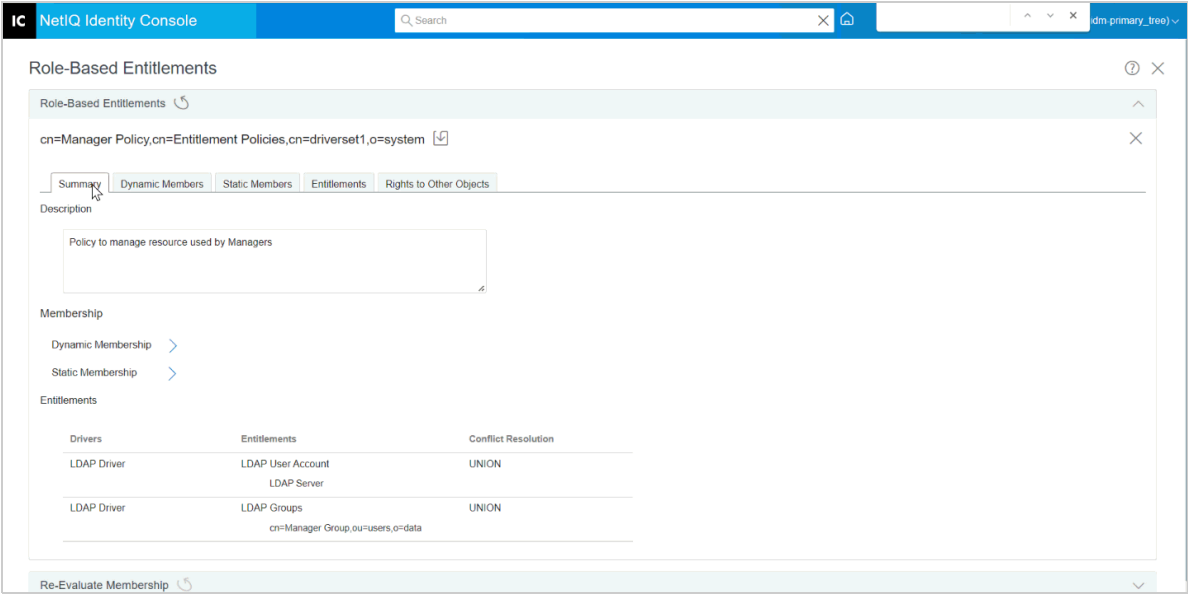 IC NetIQ Identity Console
Search
idm-primary_tree)
Role-Based Entitlements
Role-Based Entitlements
cn=Manager Policy,cn=Entitlement Policies,cn=driverset1,o=system
Summary Dynamic Members Static Members Entitlements Rights to Other Objects
Description
Policy to manage resource used by Managers
Membership
Dynamic Membership
Static Membership
Entitlements
Drivers Entitlements Conflict Resolution
LDAP Driver LDAP User Account UNION
LDAP Server
LDAP Driver LDAP Groups UNION
cn=Manager Group,ou=users,o=data
Re-Evaluate Membership